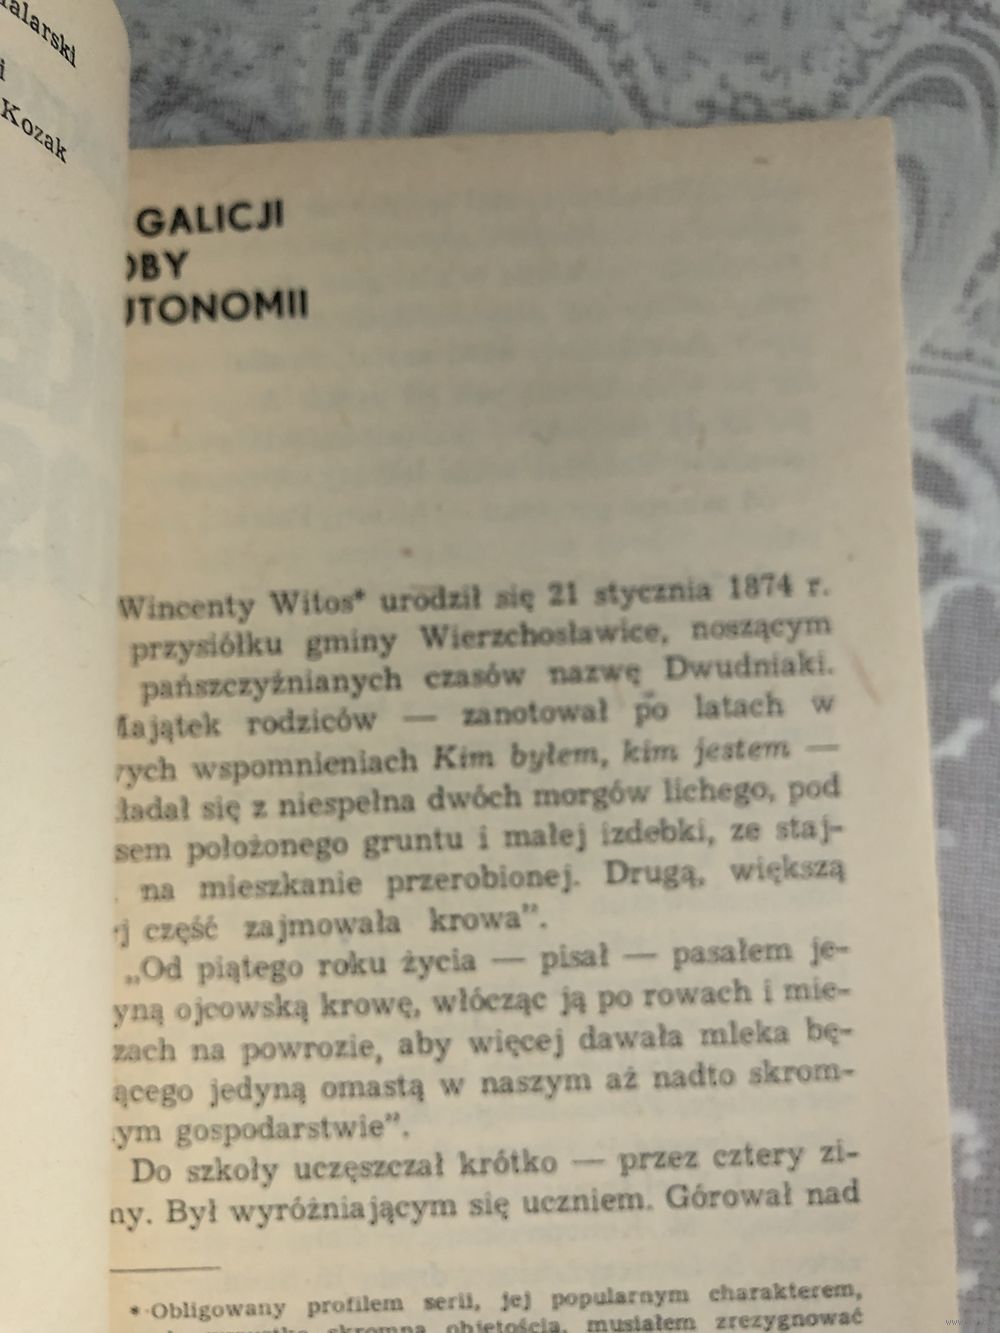 alarski
i
Kozak
GALICJI
OBY
UTONOMII
Wincenty Witos* urodził się 21 stycznia 1874 r.
przysiółku gminy Wierzchosławice, noszącym
pańszczyźnianych czasów nazwę Dwudniaki.
Majątek rodziców — zanotował po latach w
ych wspomnieniach Kim byłem, kim jestem —
ładał się z niespełna dwóch morgów lichego, pod
sem położonego gruntu i małej izdebki, ze staj-
na mieszkanie przerobionej. Drugą, większą
j część zajmowała krowa”.
„Od piątego roku życia — pisał — pasałem je-
yną ojcowską krowę, włócząc ją po rowach i mie-
zach na powrozie, aby więcej dawała mleka bę-
ącego jedyną omastą w naszym aż nadto skrom-
ym gospodarstwie”.
Do szkoły uczęszczał krótko — przez cztery zi-
ny. Był wyróżniającym się uczniem. Górował nad
* Obligowany profilem serii, jej popularnym charakterem,
skromną objętością, musiałem zrezygnować